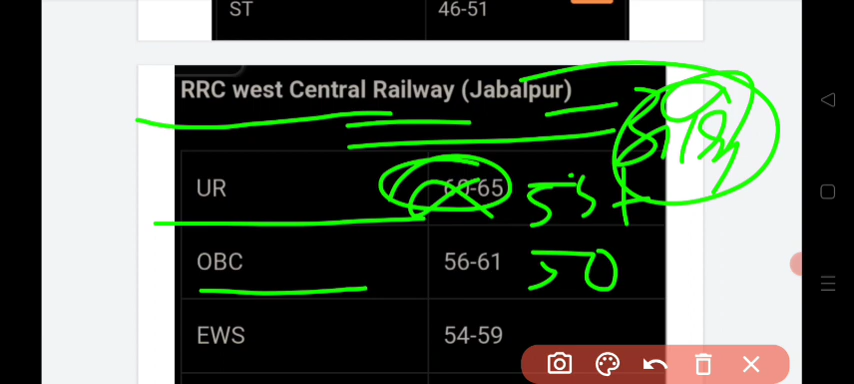 ST 46-51
RRC west Central Railway (Jabalpur)
UR 60-65 55+
OBC 56-61 50
EWS 54-59